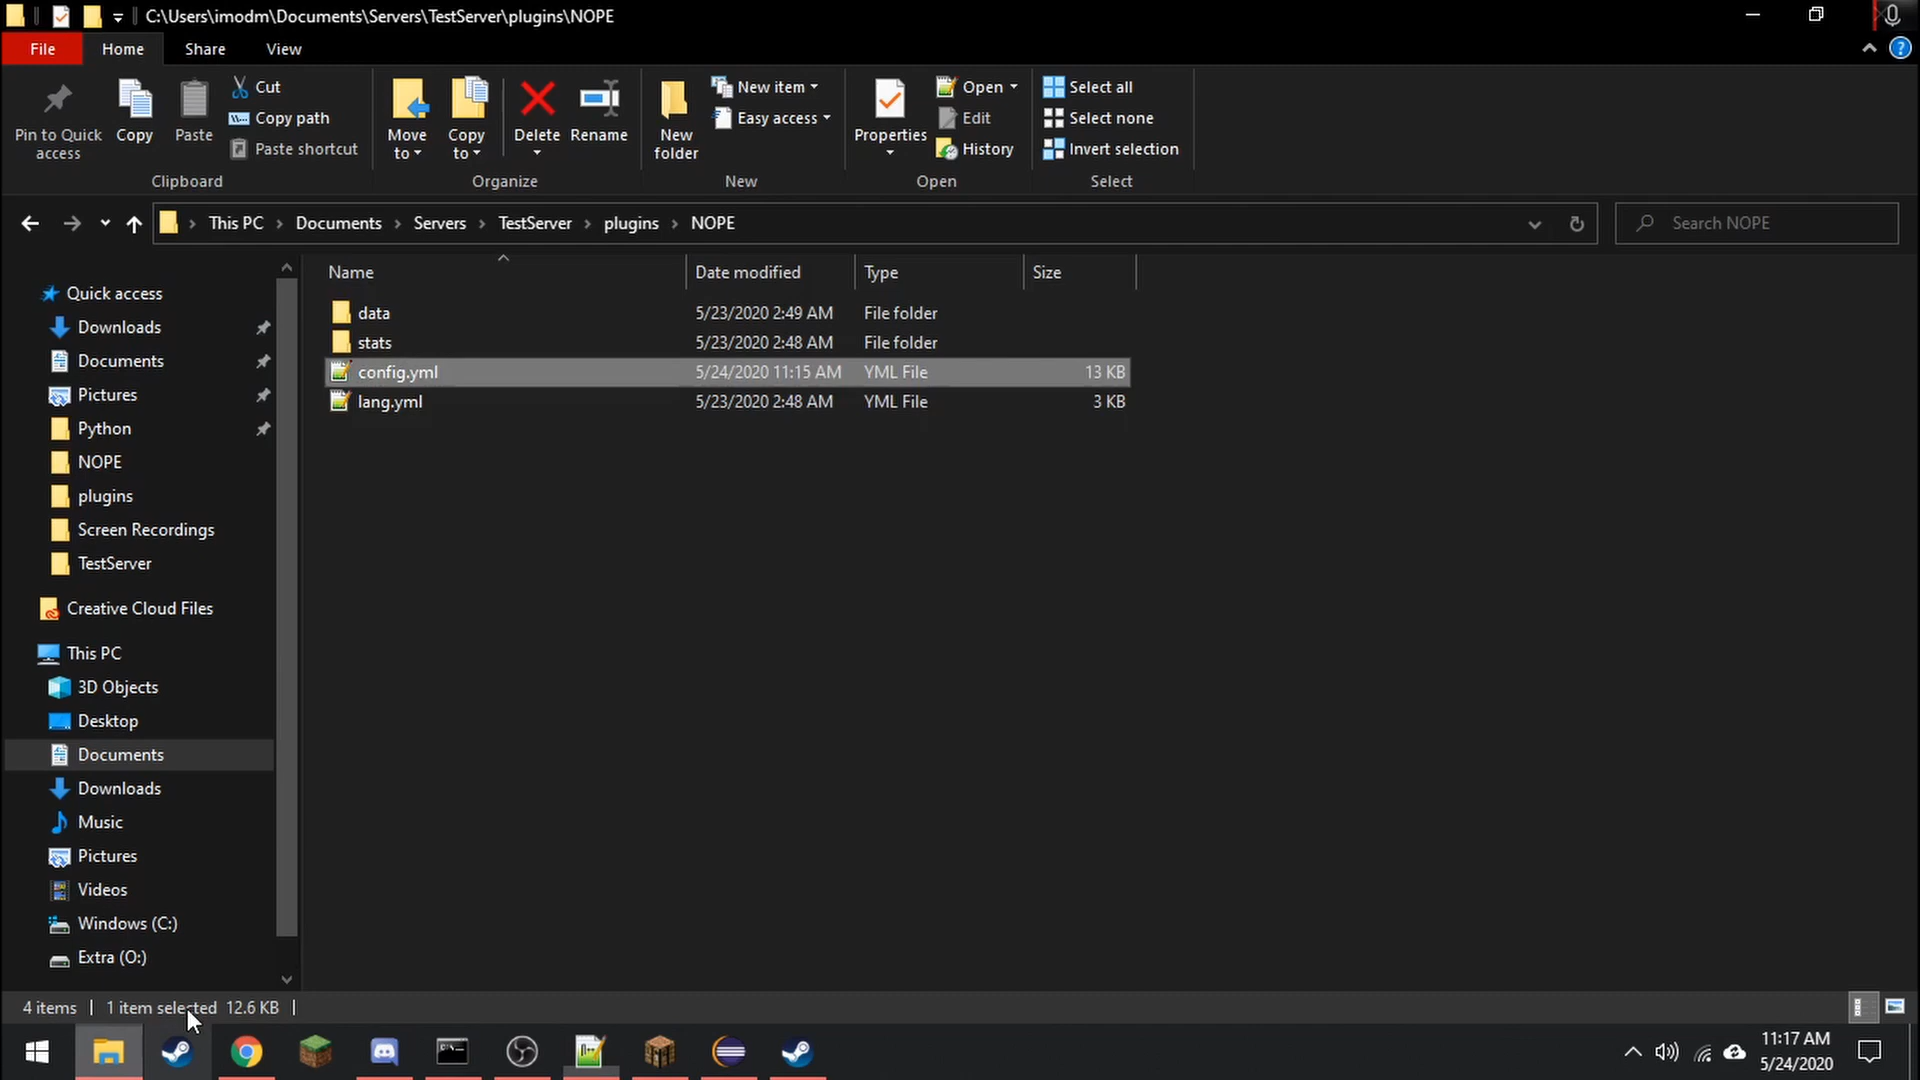 C:\Users\imodm\Documents\Servers\TestServer\plugins\NOPE
File Home Share View
Pin to Quick access
Copy
Paste
Cut
Copy path
Paste shortcut
Move to
Copy to
Delete
Rename
New folder
New item
Easy access
Properties
Open
Edit
History
Select all
Select none
Invert selection
Clipboard Organize New Open Select
This PC Documents Servers TestServer plugins NOPE
Search NOPE
Name Date modified Type Size
data 5/23/2020 2:49 AM File folder
stats 5/23/2020 2:48 AM File folder
config.yml 5/24/2020 11:15 AM YML File 13 KB
lang.yml 5/23/2020 2:48 AM YML File 3 KB
Quick access
Downloads
Documents
Pictures
Python
NOPE
plugins
Screen Recordings
TestServer
Creative Cloud Files
This PC
3D Objects
Desktop
Documents
Downloads
Music
Pictures
Videos
Windows (C:)
Extra (O:)
4 items 1 item selected 12.6 KB
11:17 AM
5/24/2020